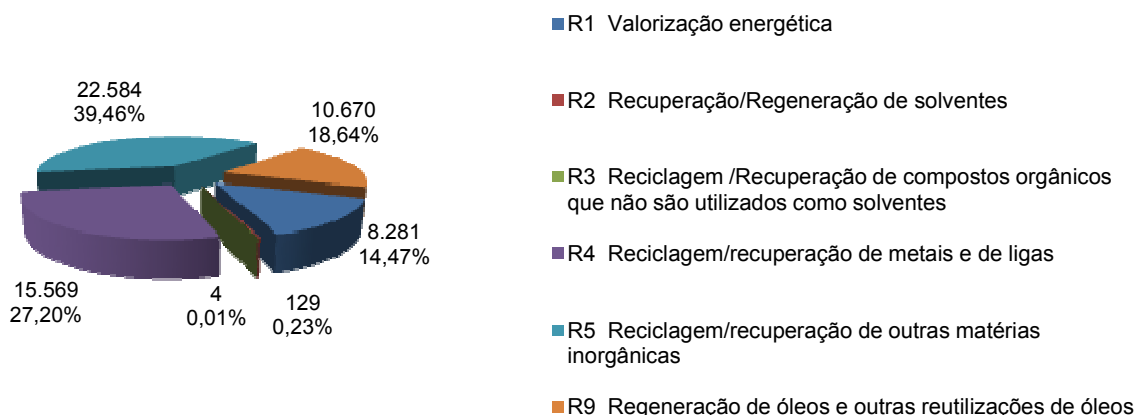 22.584
39,46%
10.670
18,64%
8.281
14,47%
129
0,23%
4
0,01%
15.569
27,20%
R1 Valorização energética
R2 Recuperação/Regeneração de solventes
R3 Reciclagem /Recuperação de compostos orgânicos
que não são utilizados como solventes
R4 Reciclagem/recuperação de metais e de ligas
R5 Reciclagem/recuperação de outras matérias
inorgânicas
R9 Regeneração de óleos e outras reutilizações de óleos